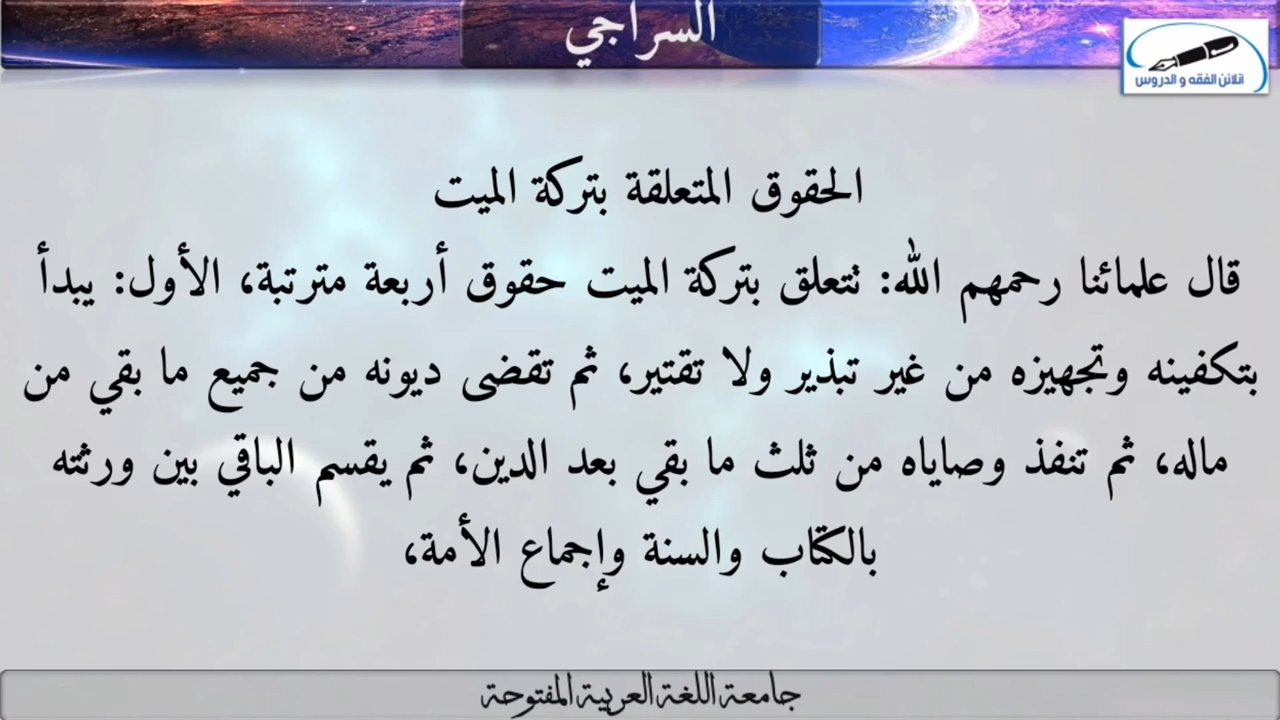 السراجي
انلائن الفقه و الدروس
الحقوق المتعلقة بتركة الميت
قال علمائنا رحمهم الله: تتعلق بتركة الميت حقوق أربعة مترتبة، الأول: يبدأ
بتكفينه وتجهيزه من غير تبذير ولا تقتير، ثم تقضى ديونه من جميع ما بقي من
ماله، ثم تنفذ وصاياه من ثلث ما بقي بعد الدين، ثم يقسم الباقي بين ورثته
بالكتاب والسنة وإجماع الأمة،
جامعة اللغة العربية المفتوحة